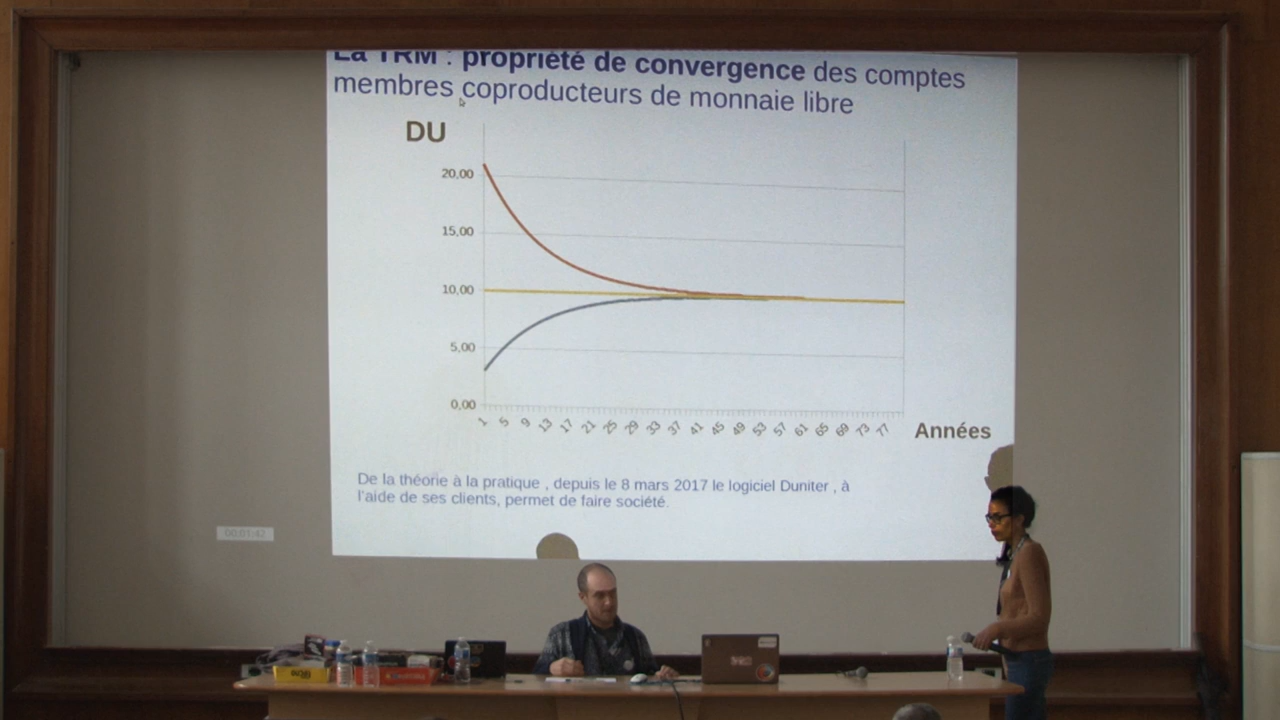 La TRM : propriété de convergence des comptes
membres coproducteurs de monnaie libre
DU
20,00
15,00
10,00
5,00
0,00
1 5 9 13 17 21 25 29 33 37 41 45 49 53 57 61 65 69 73 77
Années
De la théorie à la pratique , depuis le 8 mars 2017 le logiciel Duniter , à
l'aide de ses clients, permet de faire société.
00:01:42